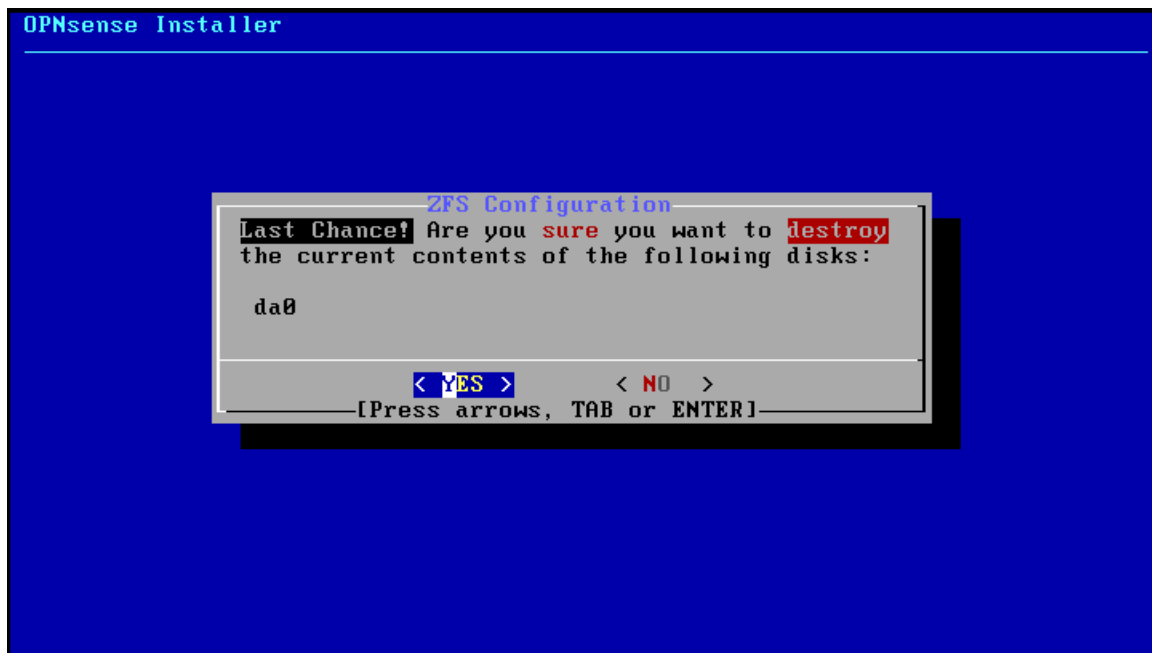 OPNsense Installer
ZFS Configuration
Last Chance! Are you sure you want to destroy
the current contents of the following disks:
da0
< YES > < NO >
[Press arrows, TAB or ENTER]